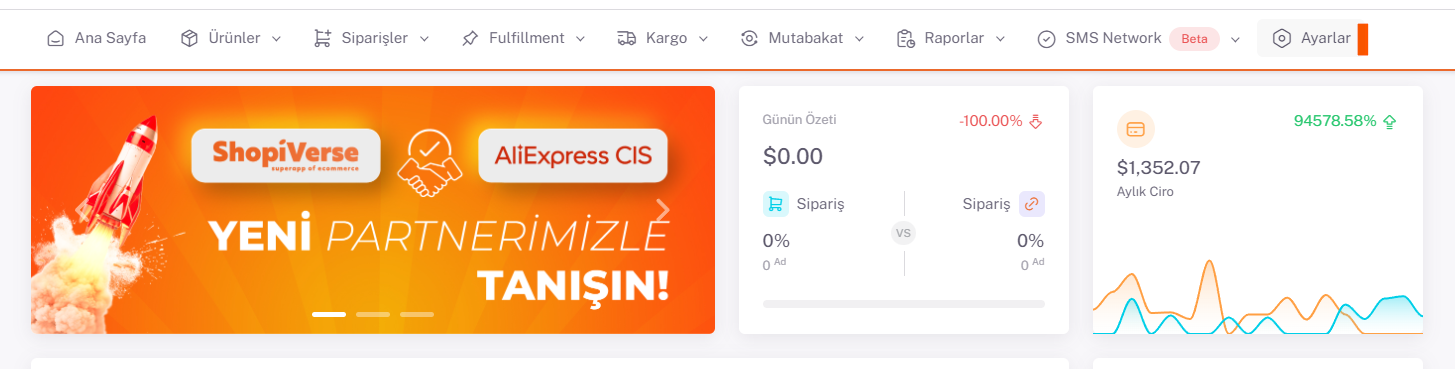 Ana Sayfa Ürünler Siparişler Fulfillment Kargo Mutabakat Raporlar SMS Network Beta Ayarlar
ShopiVerse
superapp of ecommerce
AliExpress CIS
YENİ PARTNERİMİZLE
TANIŞIN!
Günün Özeti -100.00%
$0.00
Sipariş Sipariş
VS
0% 0%
0 Ad 0 Ad
94578.58%
$1,352.07
Aylık Ciro